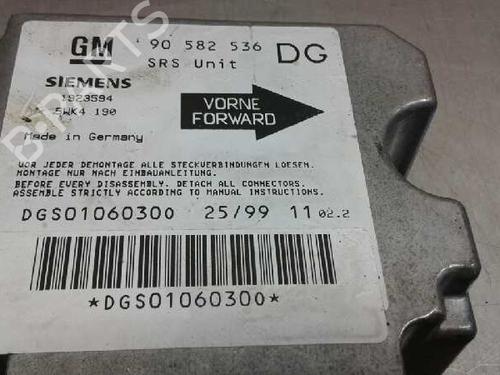 GM 90 582 536 DG
SRS Unit
SIEMENS
5WK4 190
VORNE
FORWARD
Made in Germany
VOR JEDER DEMONTAGE ALLE STECKVERBINDUNGEN LOESEN.
MONTAGE NUR NACH EINBAUANLEITUNG
BEFORE EVERY DISASSEMBLY, DETACH ALL CONNECTORS.
ASSEMBLE STRICTLY ACCORDING TO MANUAL INSTRUCTIONS.
DGS01060300 25/99 11 02.2
*DGS01060300*